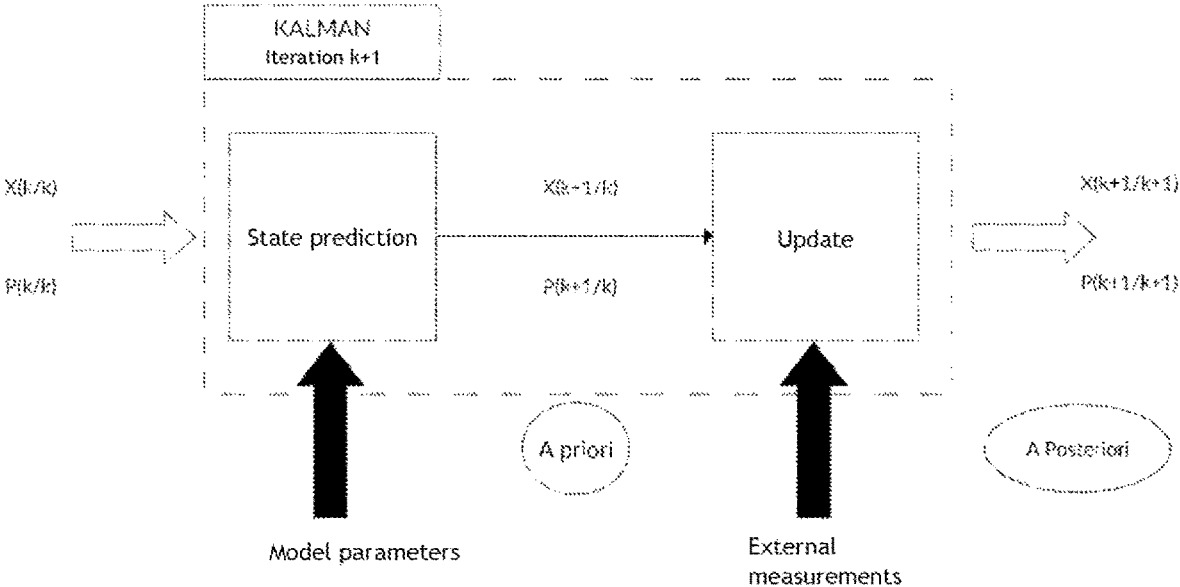 KALMAN
Iteration k+1
X(k/k)
P(k/k)
State prediction
X(k+1/k)
P(k+1/k)
Update
X(k+1/k+1)
P(k+1/k+1)
A priori
A Posteriori
Model parameters
External
measurements